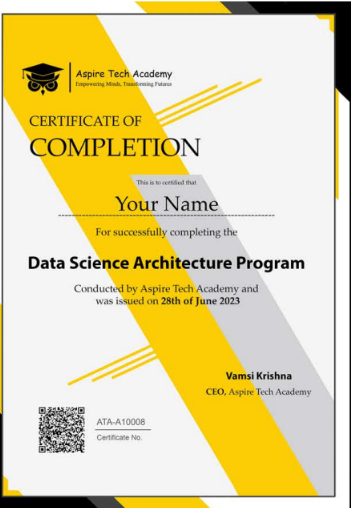 Aspire Tech Academy
Empowering Minds, Transforming Futures
CERTIFICATE OF
COMPLETION
This is to certified that
Your Name
For successfully completing the
Data Science Architecture Program
Conducted by Aspire Tech Academy and
was issued on 28th of June 2023
Vamsi Krishna
CEO, Aspire Tech Academy
ATA-A10008
Certificate No.